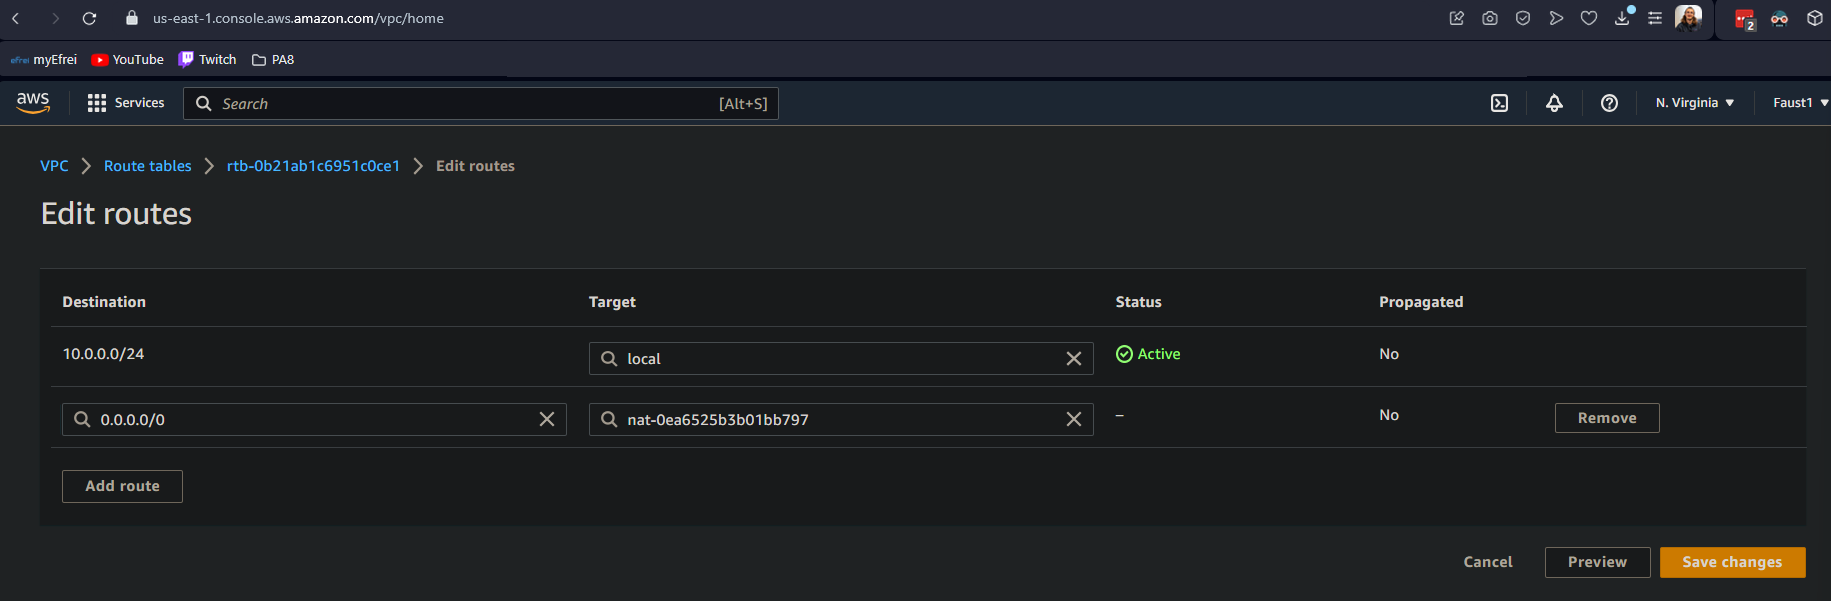 us-east-1.console.aws.amazon.com/vpc/home
2
efrei myEfrei YouTube Twitch PA8
aws Services Search [Alt+S] N. Virginia Faust1
VPC Route tables rtb-0b21ab1c6951c0ce1 Edit routes
Edit routes
Destination Target Status Propagated
10.0.0.0/24 local Active No
0.0.0.0/0 nat-0ea6525b3b01bb797 – No Remove
Add route
Cancel Preview Save changes